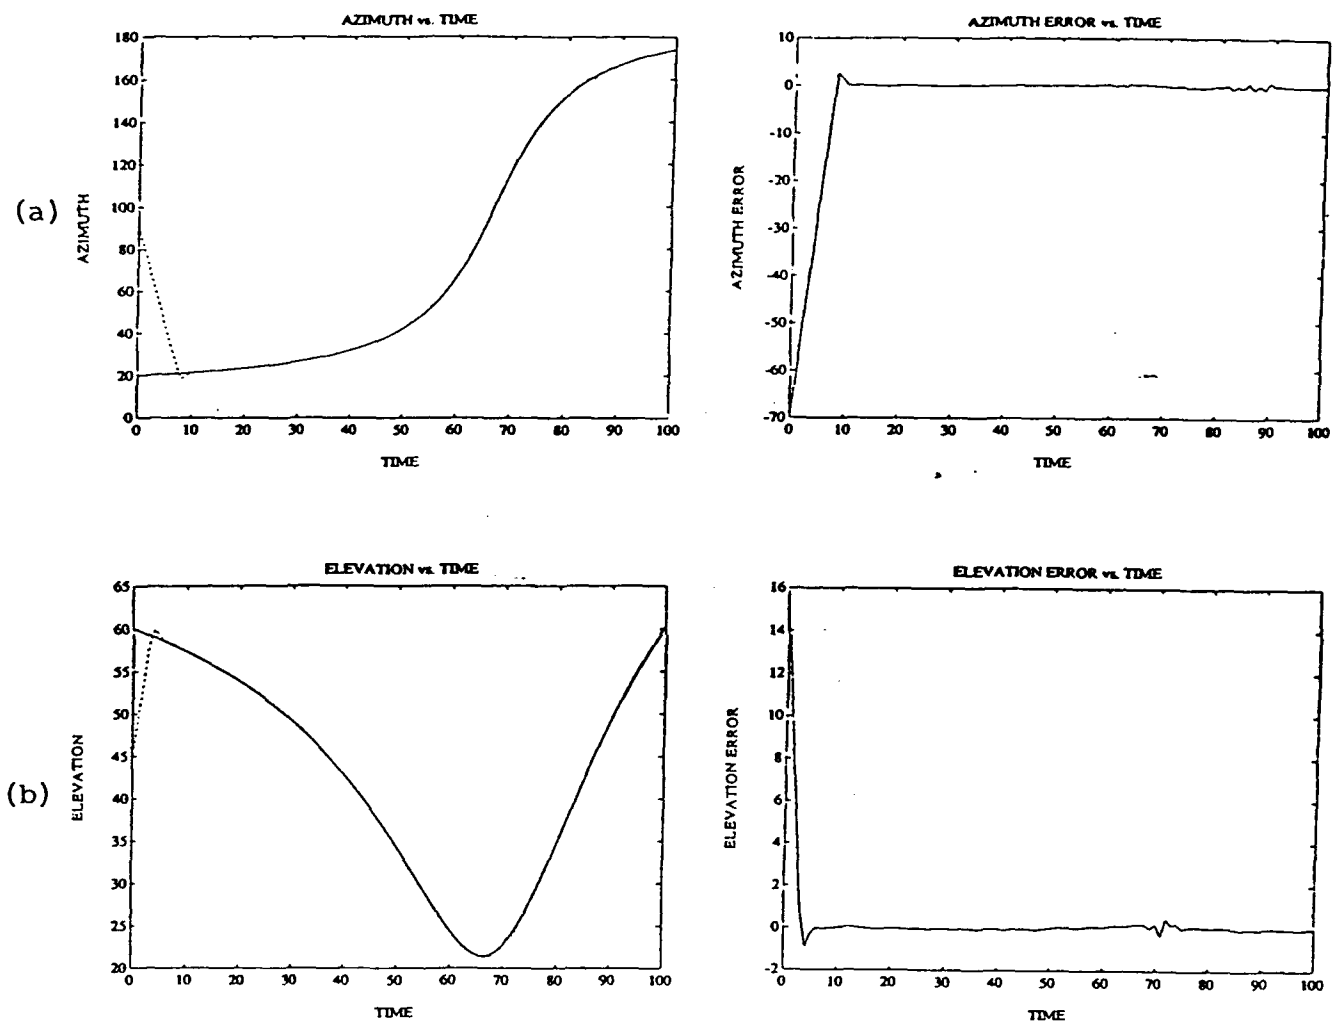 AZIMUTH vs. TIME
180
160
140
120
100
80
60
40
20
0
AZIMUTH
0 10 20 30 40 50 60 70 80 90 100
TIME
(a)
AZIMUTH ERROR vs. TIME
10
0
-10
-20
-30
-40
-50
-60
-70
AZIMUTH ERROR
0 10 20 30 40 50 60 70 80 90 100
TIME
ELEVATION vs. TIME
65
60
55
50
45
40
35
30
25
20
ELEVATION
0 10 20 30 40 50 60 70 80 90 100
TIME
(b)
ELEVATION ERROR vs. TIME
16
14
12
10
8
6
4
2
0
-2
ELEVATION ERROR
0 10 20 30 40 50 60 70 80 90 100
TIME